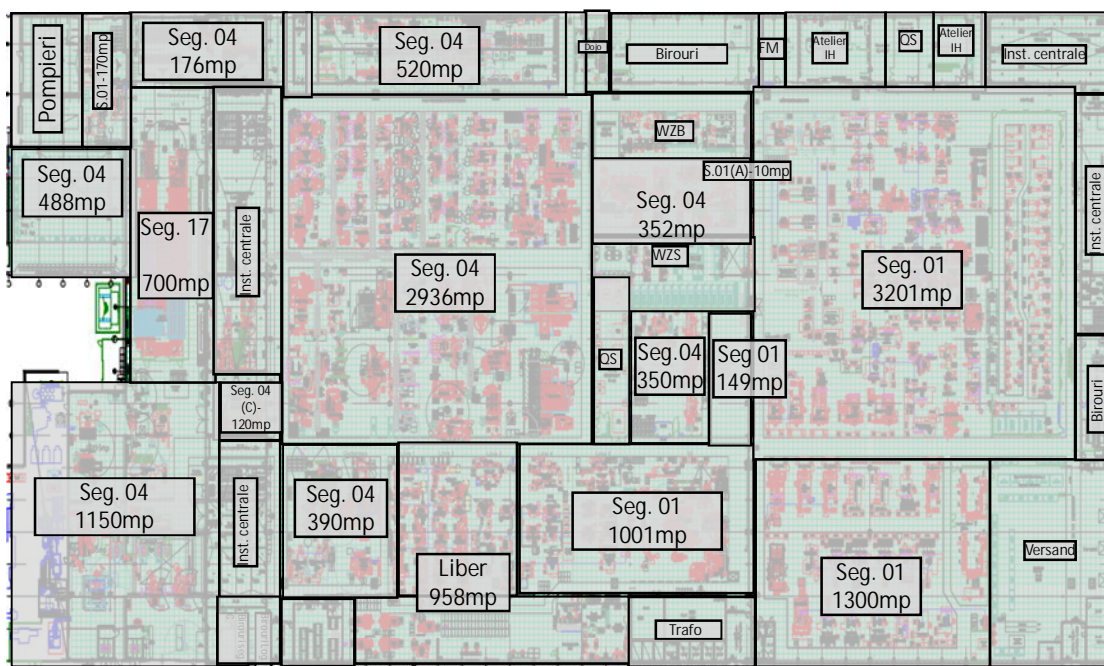 Pompieri
S.01-170mp
Seg. 04
176mp
Seg. 04
520mp
Dojo
Birouri
FM
Atelier
IH
QS
Atelier
IH
Inst. centrale
Seg. 04
488mp
Seg. 17
700mp
Inst. centrale
Seg. 04
2936mp
WZB
S.01(A)-10mp
Seg. 04
352mp
WZS
Seg. 01
3201mp
Inst. centrale
QS
Seg.04
350mp
Seg 01
149mp
Birouri
Seg. 04
(C)-
120mp
Seg. 04
1150mp
Inst. centrale
Seg. 04
390mp
Liber
958mp
Seg. 01
1001mp
Trafo
Seg. 01
1300mp
Versand